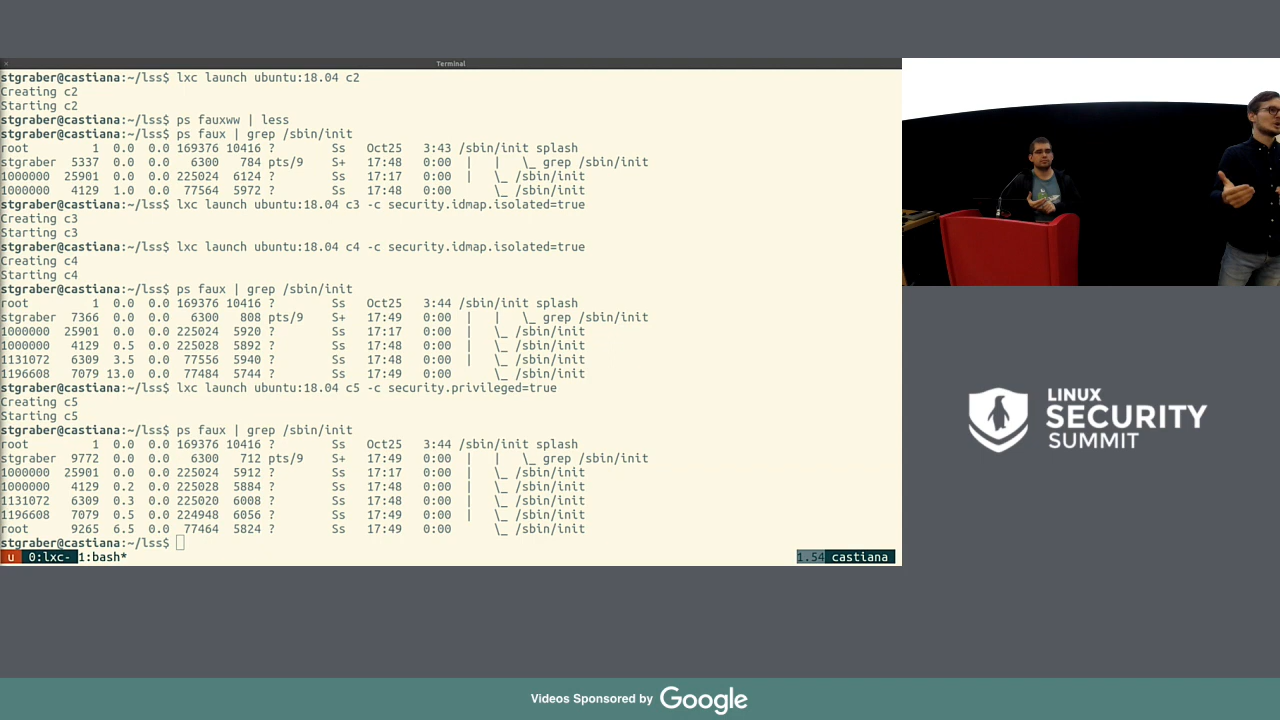 Terminal
stgraber@castiana:~/lss$ lxc launch ubuntu:18.04 c2
Creating c2
Starting c2
stgraber@castiana:~/lss$ ps fauxww | less
stgraber@castiana:~/lss$ ps faux | grep /sbin/init
root 1 0.0 0.0 169376 10416 ? Ss Oct25 3:43 /sbin/init splash
stgraber 5337 0.0 0.0 6300 784 pts/9 S+ 17:48 0:00 | | \_ grep /sbin/init
1000000 25901 0.0 0.0 225024 6124 ? Ss 17:17 0:00 | \_ /sbin/init
1000000 4129 1.0 0.0 77564 5972 ? Ss 17:48 0:00 \_ /sbin/init
stgraber@castiana:~/lss$ lxc launch ubuntu:18.04 c3 -c security.idmap.isolated=true
Creating c3
Starting c3
stgraber@castiana:~/lss$ lxc launch ubuntu:18.04 c4 -c security.idmap.isolated=true
Creating c4
Starting c4
stgraber@castiana:~/lss$ ps faux | grep /sbin/init
root 1 0.0 0.0 169376 10416 ? Ss Oct25 3:44 /sbin/init splash
stgraber 7366 0.0 0.0 6300 808 pts/9 S+ 17:49 0:00 | | \_ grep /sbin/init
1000000 25901 0.0 0.0 225024 5920 ? Ss 17:17 0:00 | \_ /sbin/init
1000000 4129 0.5 0.0 225028 5892 ? Ss 17:48 0:00 | \_ /sbin/init
1131072 6309 3.5 0.0 77556 5940 ? Ss 17:48 0:00 | \_ /sbin/init
1196608 7079 13.0 0.0 77484 5744 ? Ss 17:49 0:00 \_ /sbin/init
stgraber@castiana:~/lss$ lxc launch ubuntu:18.04 c5 -c security.privileged=true
Creating c5
Starting c5
stgraber@castiana:~/lss$ ps faux | grep /sbin/init
root 1 0.0 0.0 169376 10416 ? Ss Oct25 3:44 /sbin/init splash
stgraber 9772 0.0 0.0 6300 712 pts/9 S+ 17:49 0:00 | | \_ grep /sbin/init
1000000 25901 0.0 0.0 225024 5912 ? Ss 17:17 0:00 | \_ /sbin/init
1000000 4129 0.2 0.0 225028 5884 ? Ss 17:48 0:00 | \_ /sbin/init
1131072 6309 0.3 0.0 225020 6008 ? Ss 17:48 0:00 | \_ /sbin/init
1196608 7079 0.5 0.0 224948 6056 ? Ss 17:49 0:00 | \_ /sbin/init
root 9265 6.5 0.0 77464 5824 ? Ss 17:49 0:00 \_ /sbin/init
stgraber@castiana:~/lss$
u 0:lxc- 1:bash* 1.54 castiana
LINUX
SECURITY
SUMMIT
Videos Sponsored by Google